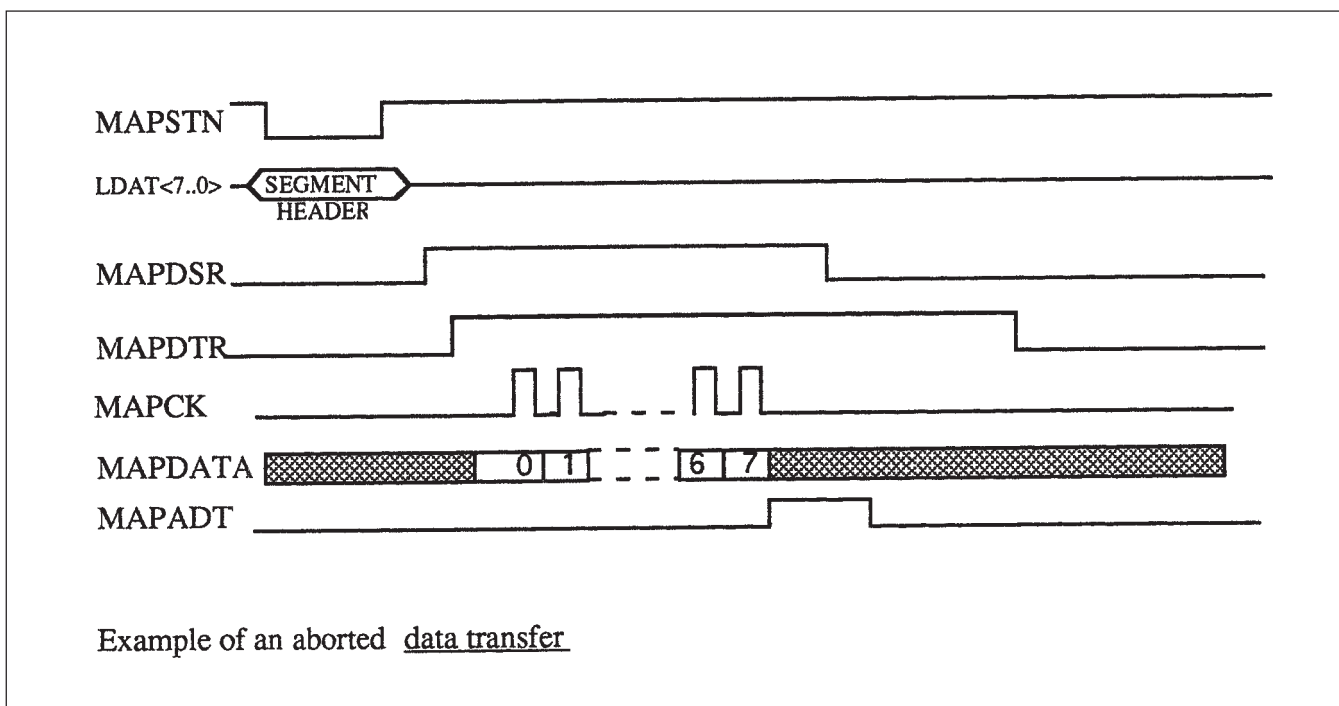 MAPSTN
LDAT<7..0> SEGMENT
HEADER
MAPDSR
MAPDTR
MAPCK
MAPDATA 0 1 6 7
MAPADT
Example of an aborted data transfer